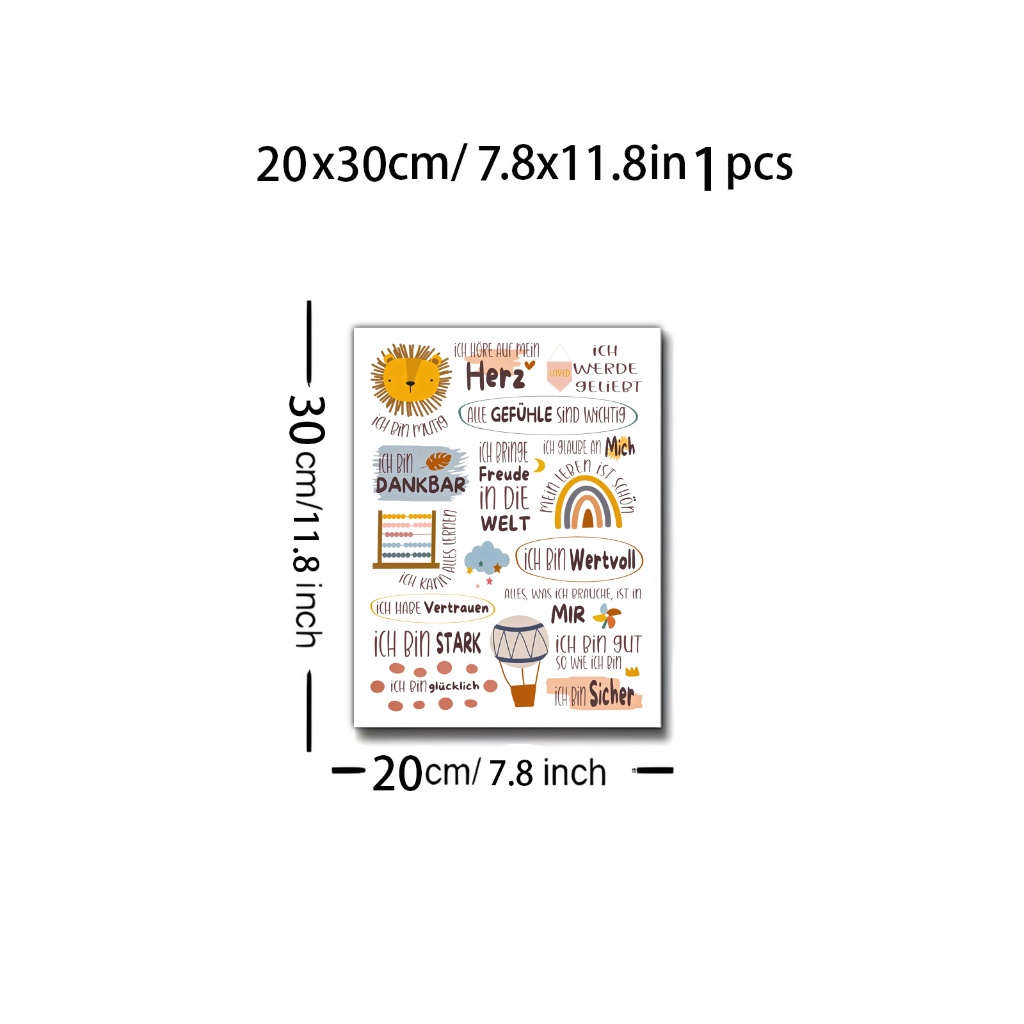 20x30cm/ 7.8x11.8in 1 pcs
30cm/11.8 inch
ICH HÖRE AUF MEIN
Herz
LOVED
ICH
WERDE
GELIEBT
ICH BIN MUTIG
ALLE GEFÜHLE SIND WICHTIG
ICH BIN
DANKBAR
ICH BRINGE
Freude
IN DIE
WELT
ICH GLAUBE AN Mich
MEIN LEBEN IST SCHÖN
ICH KANN ALLES LERNEN
ICH BIN Wertvoll
ALLES, WAS ICH BRAUCHE, IST IN
MIR
ICH HABE Vertrauen
ICH BIN STARK
ICH BIN GUT
SO WIE ICH BIN
ICH BIN glücklich
ICH BIN Sicher
20cm/ 7.8 inch